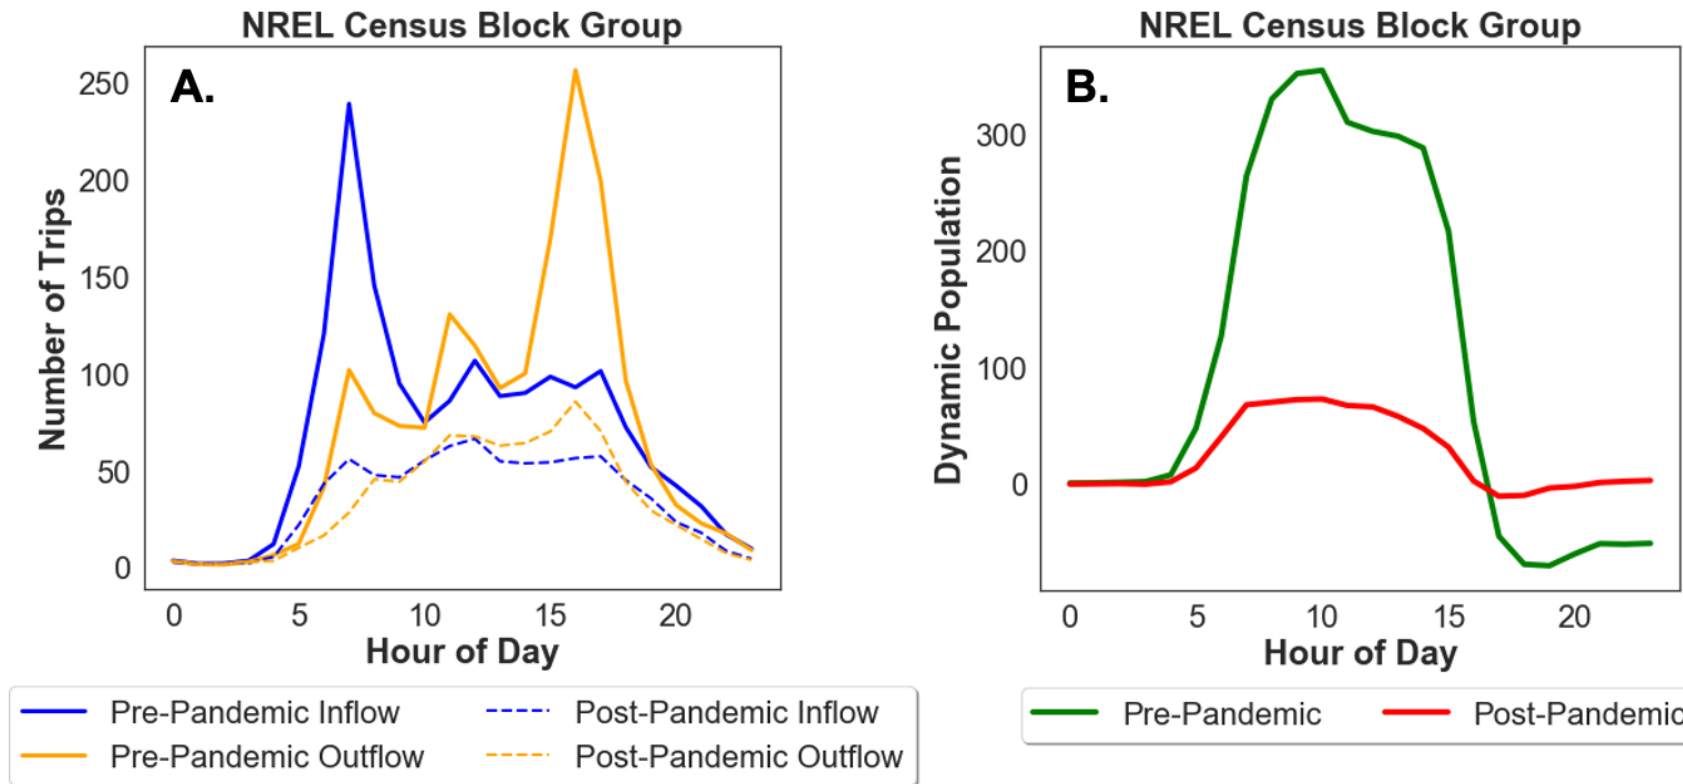 NREL Census Block Group
A.
250
200
150
100
50
0
Number of Trips
0 5 10 15 20
Hour of Day
Pre-Pandemic Inflow
Post-Pandemic Inflow
Pre-Pandemic Outflow
Post-Pandemic Outflow
NREL Census Block Group
B.
300
200
100
0
Dynamic Population
0 5 10 15 20
Hour of Day
Pre-Pandemic
Post-Pandemic